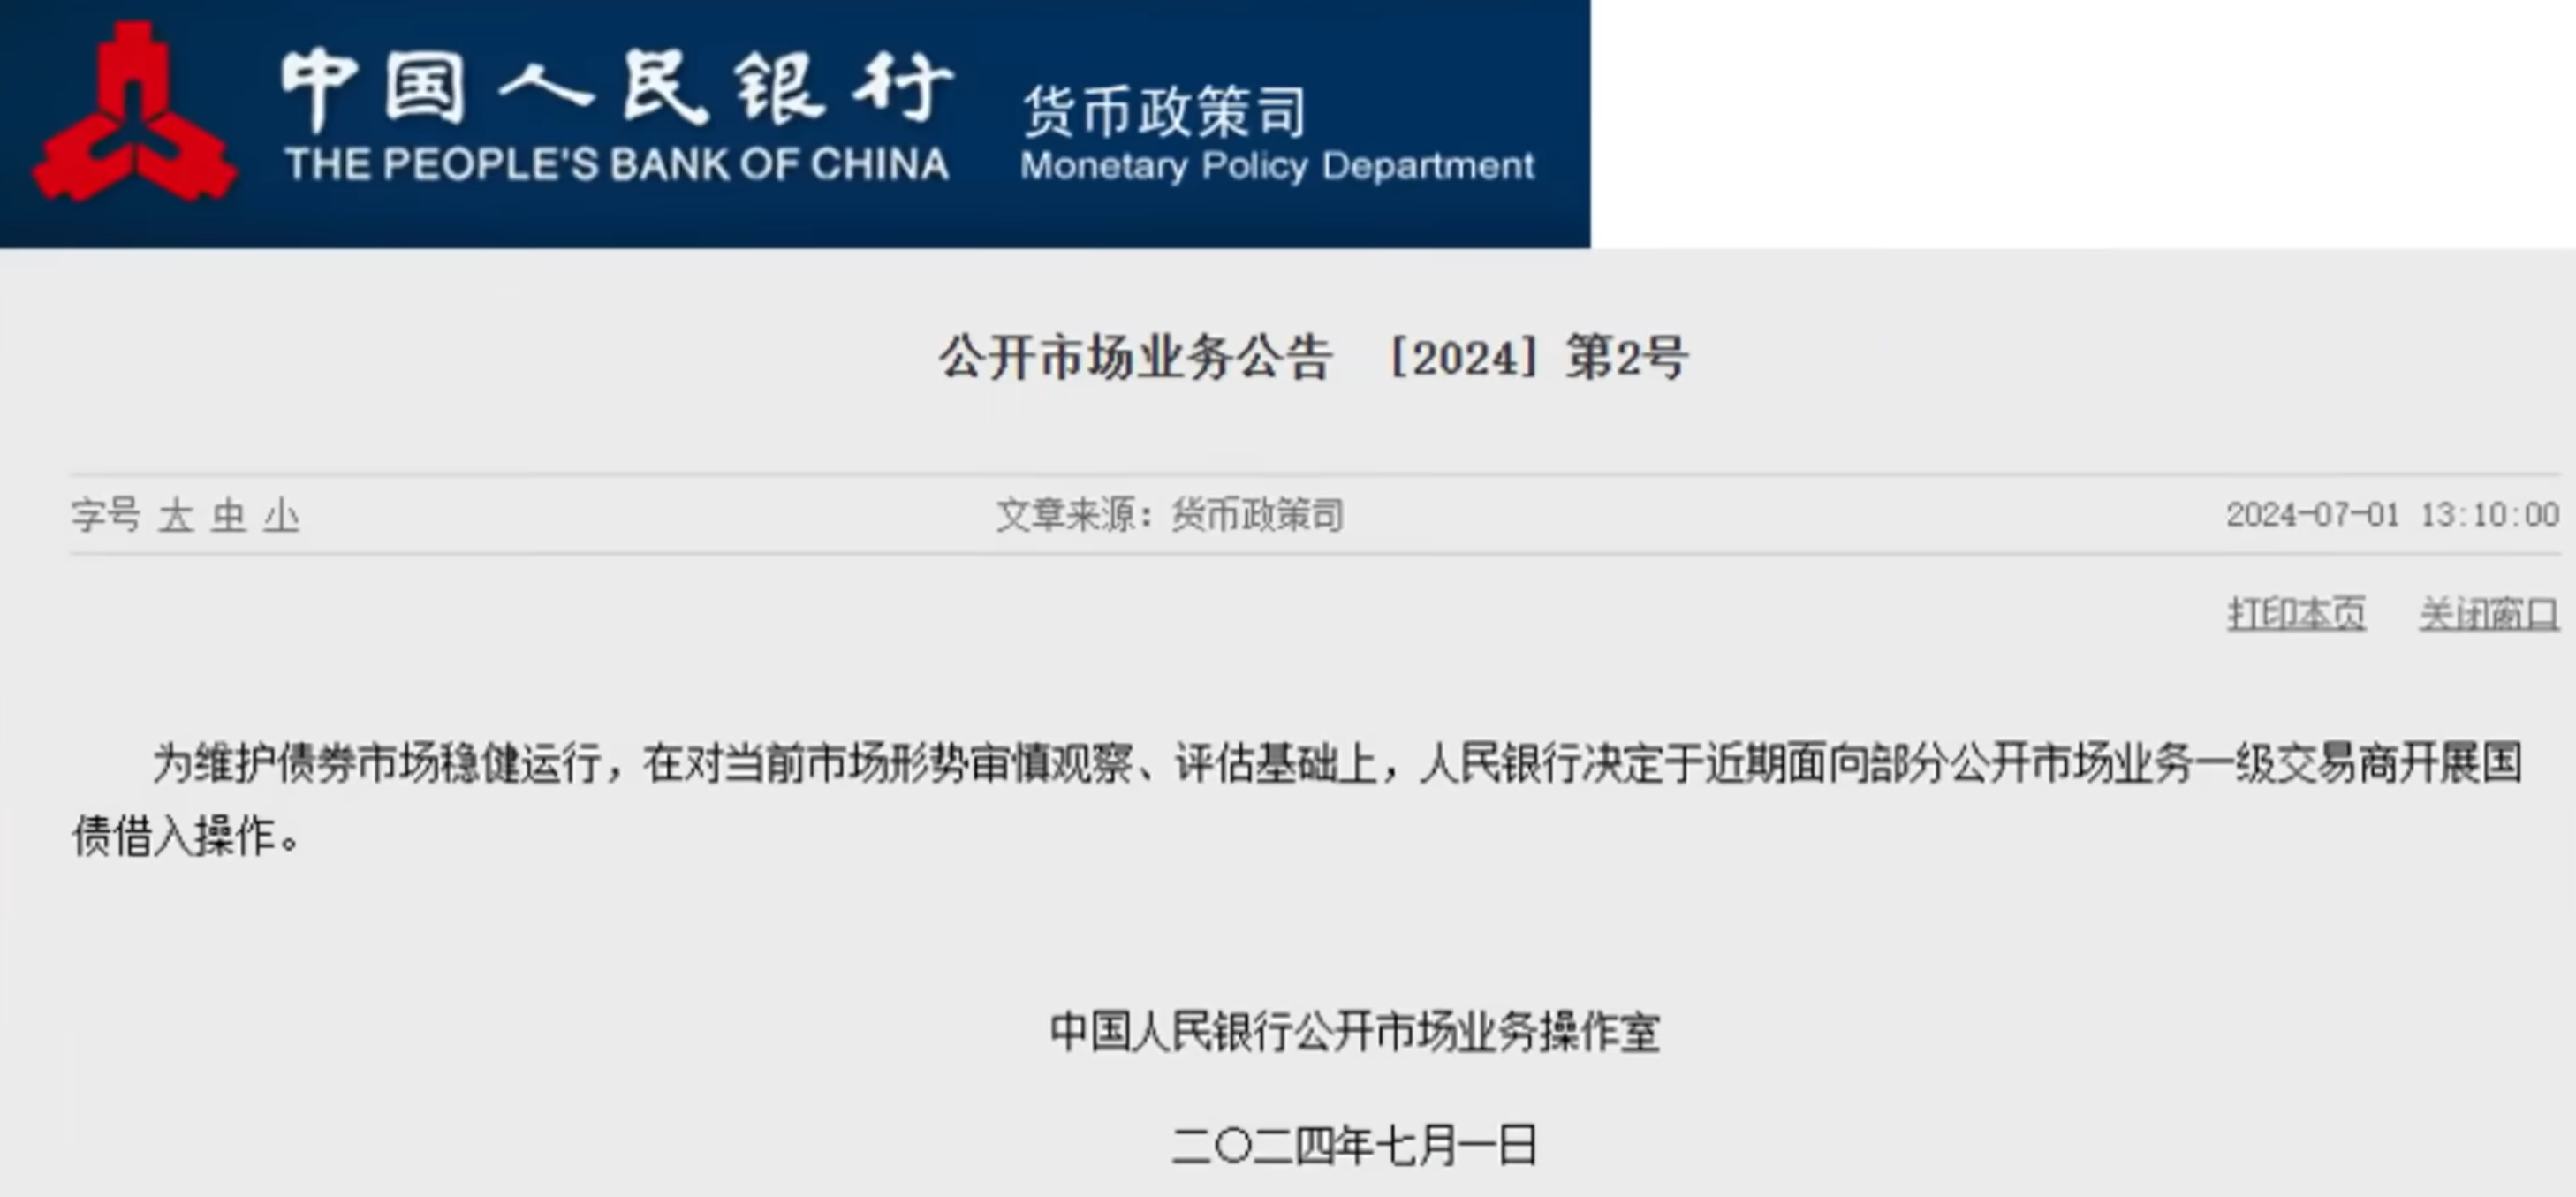 中国人民银行
THE PEOPLE'S BANK OF CHINA
货币政策司
Monetary Policy Department
公开市场业务公告 [2024] 第2号
字号 大 中 小
文章来源：货币政策司
2024-07-01 13:10:00
打印本页 关闭窗口
为维护债券市场稳健运行，在对当前市场形势审慎观察、评估基础上，人民银行决定于近期面向部分公开市场业务一级交易商开展国
债借入操作。
中国人民银行公开市场业务操作室
二〇二四年七月一日